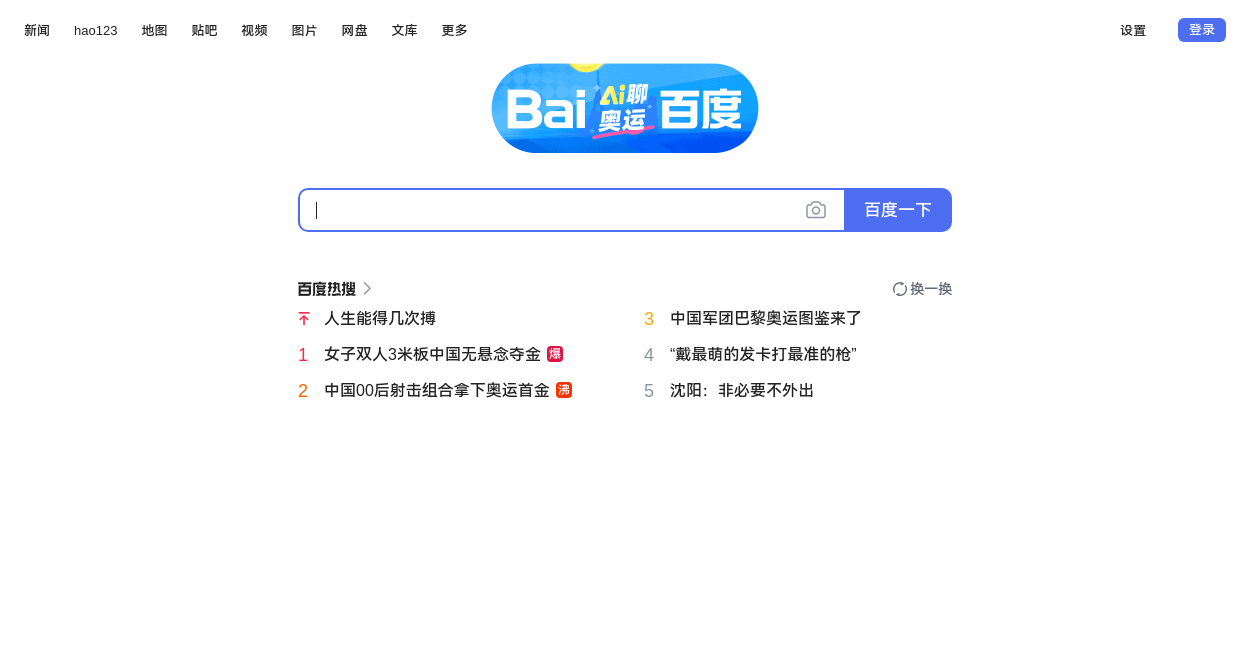 新闻 hao123 地图 贴吧 视频 图片 网盘 文库 更多 设置 登录
Bai Ai聊奥运 百度
百度一下
百度热搜 换一换
人生能得几次搏
1 女子双人3米板中国无悬念夺金 爆
2 中国00后射击组合拿下奥运首金 沸
3 中国军团巴黎奥运图鉴来了
4 “戴最萌的发卡打最准的枪”
5 沈阳：非必要不外出